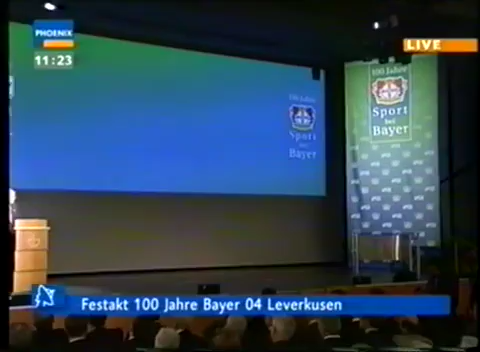 PHOENIX
11:23
LIVE
100 Jahre
Sport
bei
Bayer
100 Jahre
Sport
bei
Bayer
Festakt 100 Jahre Bayer 04 Leverkusen